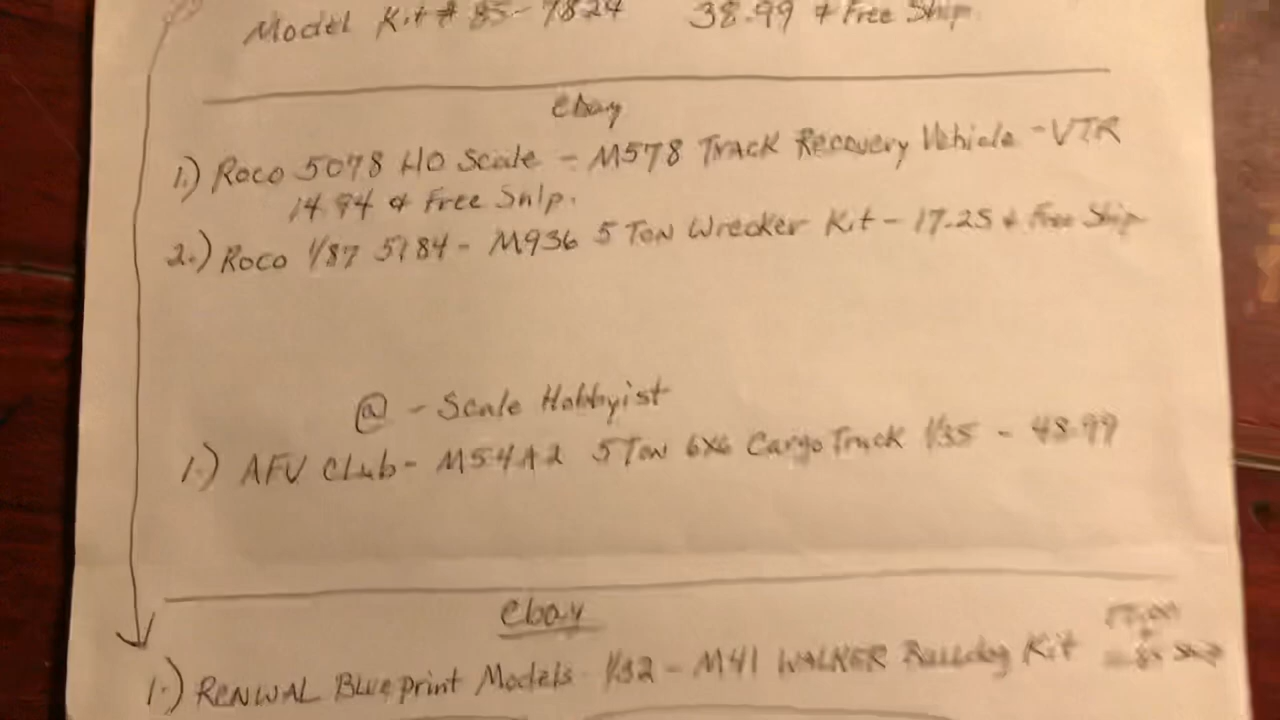 Model Kit # 85-7824 38.99 & Free Ship
ebay
1.) Roco 5078 HO Scale - M578 Track Recovery Vehicle - VTR
14.94 & Free Ship.
2.) Roco 1/87 5184 - M936 5 Ton Wrecker Kit - 17.25 & Free Ship
@ - Scale Hobbyist
1.) AFV Club - M54A2 5 Ton 6x6 Cargo Truck 1/35 - 48.99
ebay
1.) RENWAL Blueprint Models - 1/32 - M41 WALKER Bulldog Kit
Ship